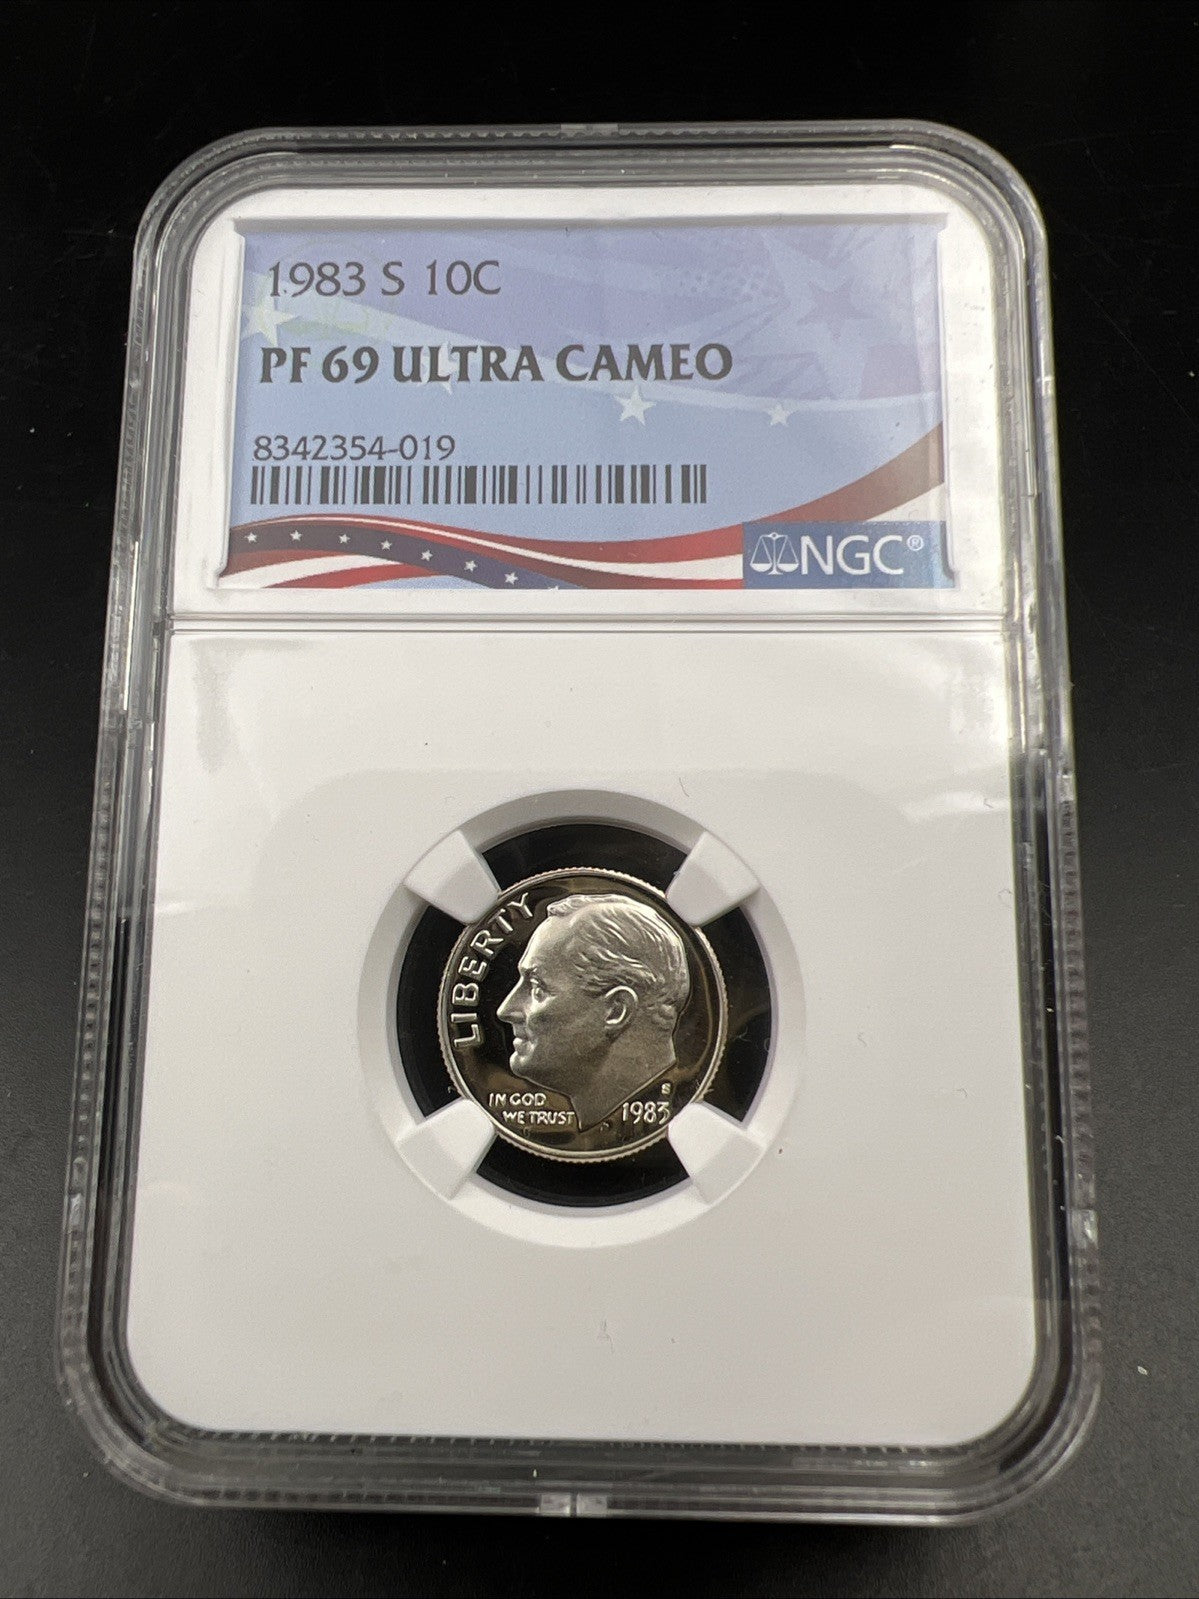 1983 S 10C
PF 69 ULTRA CAMEO
8342354-019
NGC®
LIBERTY
IN GOD
WE TRUST
S
1983